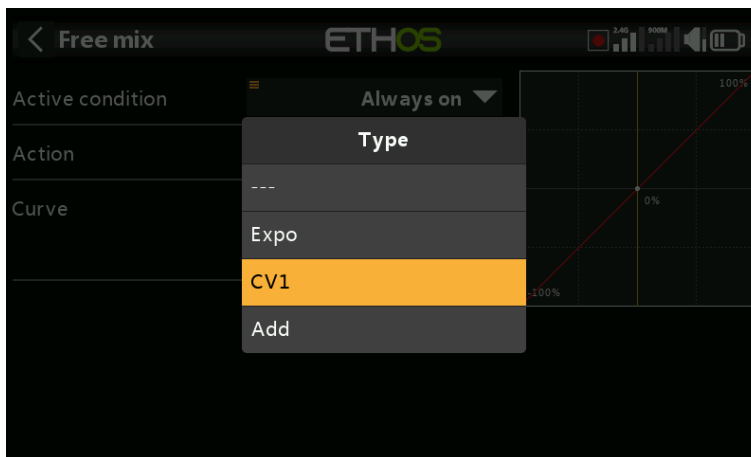 Free mix
ETHOS
2.4G
900M
Active condition
Always on
100%
Action
Type
---
Curve
0%
Expo
CV1
-100%
Add